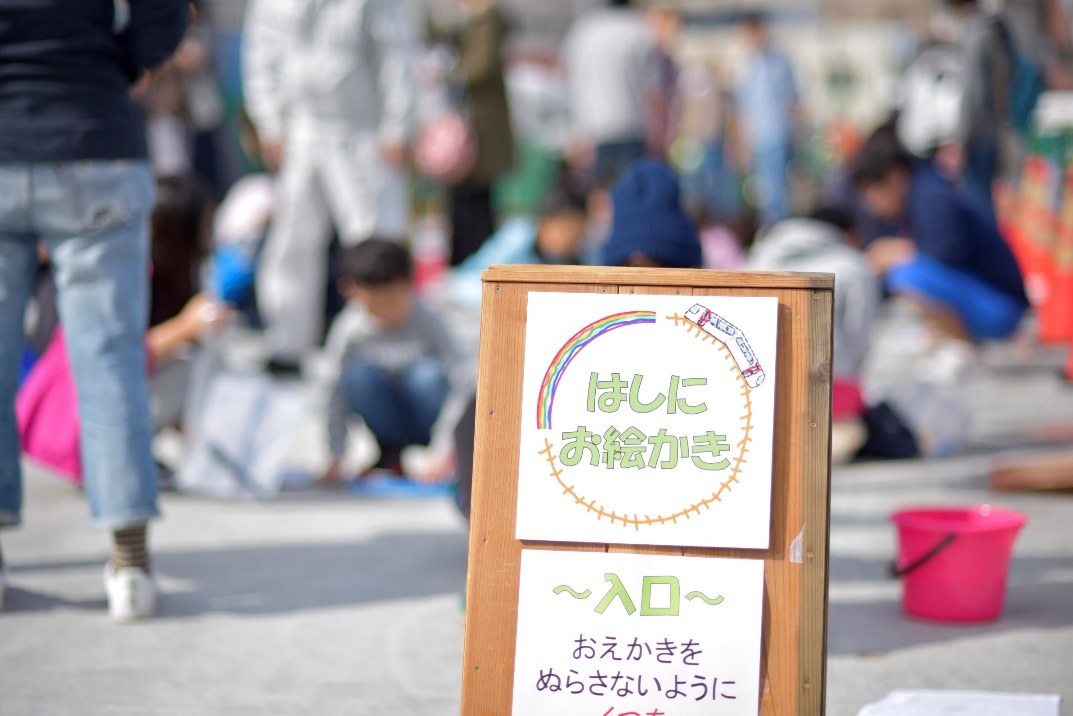 はしに
お絵かき
～入口～
おえかきを
ぬらさないように